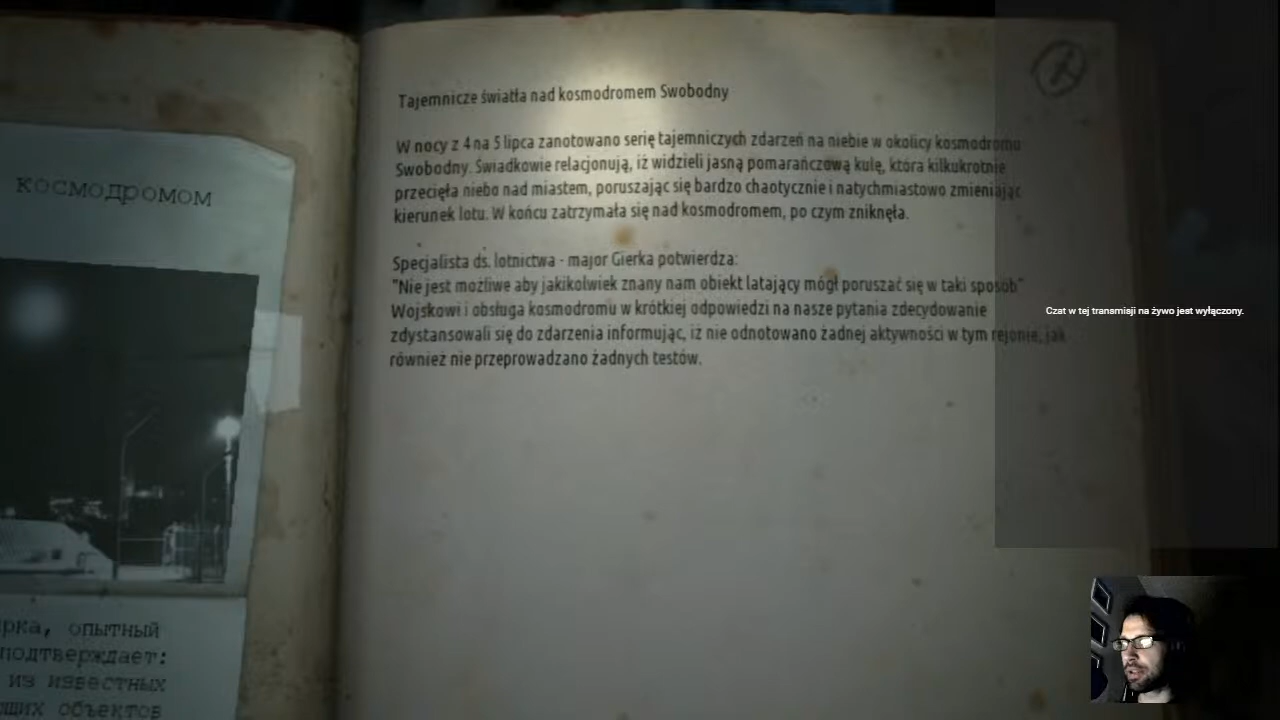 космодромом
рка, опытный
подтверждает:
из известных
ющих объектов
Tajemnicze światła nad kosmodromem Swobodny
W nocy z 4 na 5 lipca zanotowano serię tajemniczych zdarzeń na niebie w okolicy kosmodromu
Swobodny. Świadkowie relacjonują, iż widzieli jasną pomarańczową kulę, która kilkukrotnie
przecięła niebo nad miastem, poruszając się bardzo chaotycznie i natychmiastowo zmieniając
kierunek lotu. W końcu zatrzymała się nad kosmodromem, po czym zniknęła.
Specjalista ds. lotnictwa - major Gierka potwierdza:
"Nie jest możliwe aby jakikolwiek znany nam obiekt latający mógł poruszać się w taki sposób"
Wojskowi i obsługa kosmodromu w krótkiej odpowiedzi na nasze pytania zdecydowanie
zdystansowali się do zdarzenia informując, iż nie odnotowano żadnej aktywności w tym rejonie, jak
również nie przeprowadzano żadnych testów.
Czat w tej transmisji na żywo jest wyłączony.